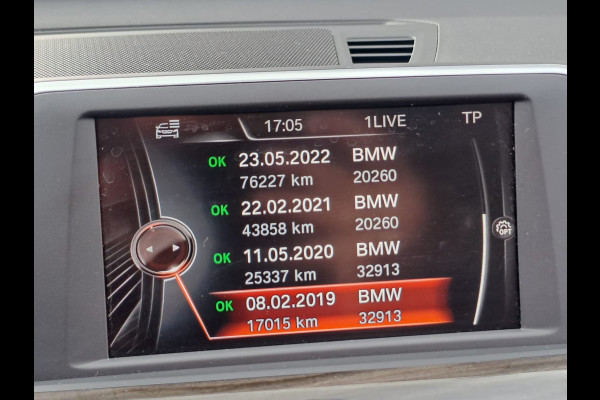 17:05 1LIVE TP
OK 23.05.2022 BMW
76227 km 20260
OK 22.02.2021 BMW
43858 km 20260
OK 11.05.2020 BMW
25337 km 32913
OPT
OK 08.02.2019 BMW
17015 km 32913